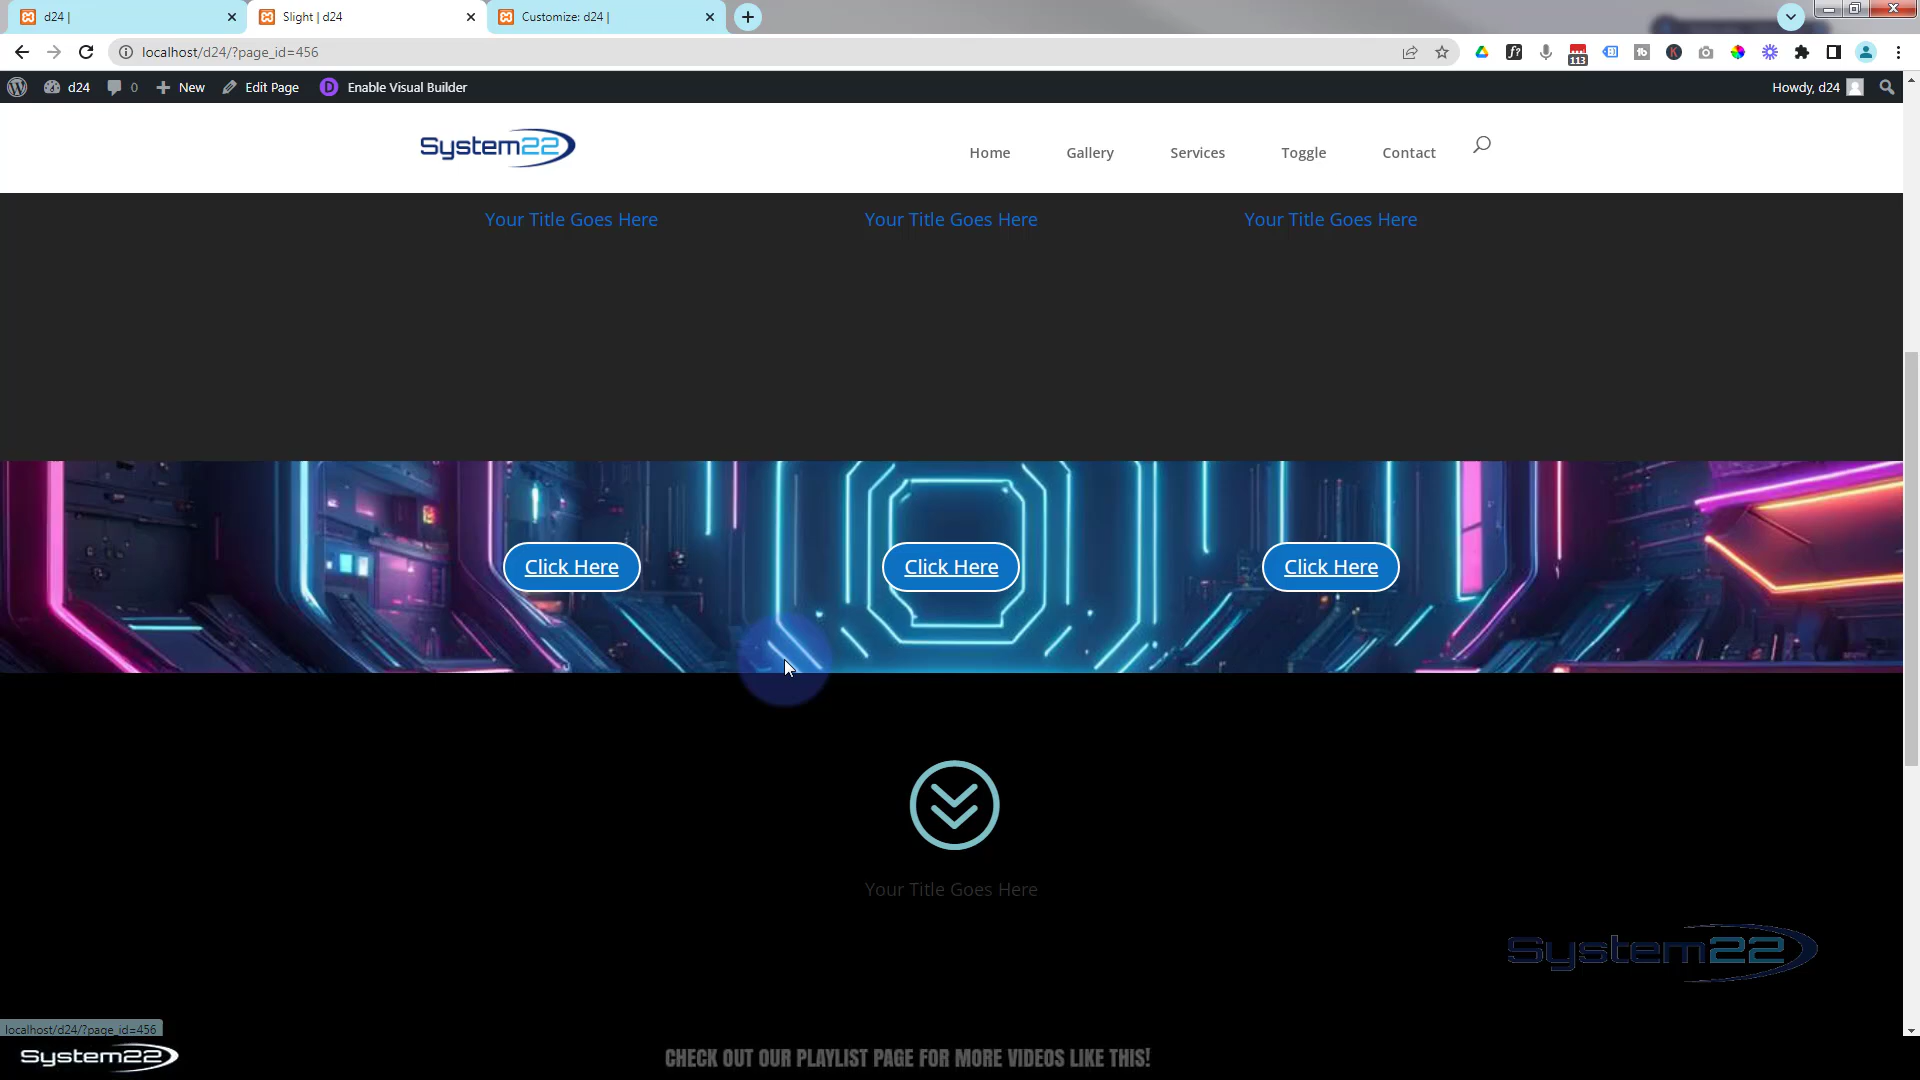 d24 |
Slight | d24
Customize: d24 |
localhost/d24/?page_id=456
113
d24
0
New
Edit Page
Enable Visual Builder
Howdy, d24
System22
Home
Gallery
Services
Toggle
Contact
Your Title Goes Here
Your Title Goes Here
Your Title Goes Here
Click Here
Click Here
Click Here
Your Title Goes Here
System22
localhost/d24/?page_id=456
System22
CHECK OUT OUR PLAYLIST PAGE FOR MORE VIDEOS LIKE THIS!